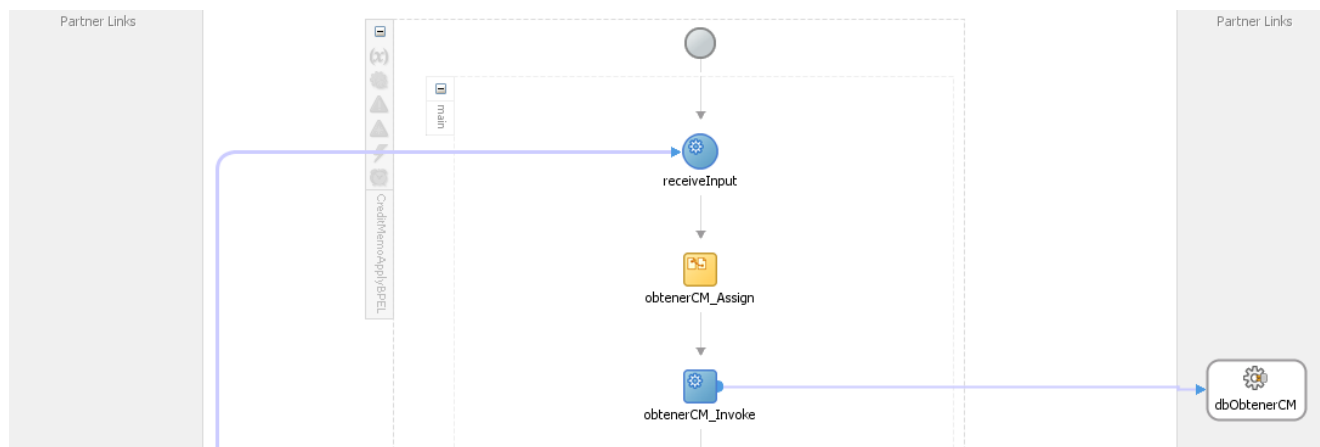 Partner Links
Partner Links
(x)
main
receiveInput
CreditMemoApplyBPEL
obtenerCM_Assign
obtenerCM_Invoke
dbObtenerCM